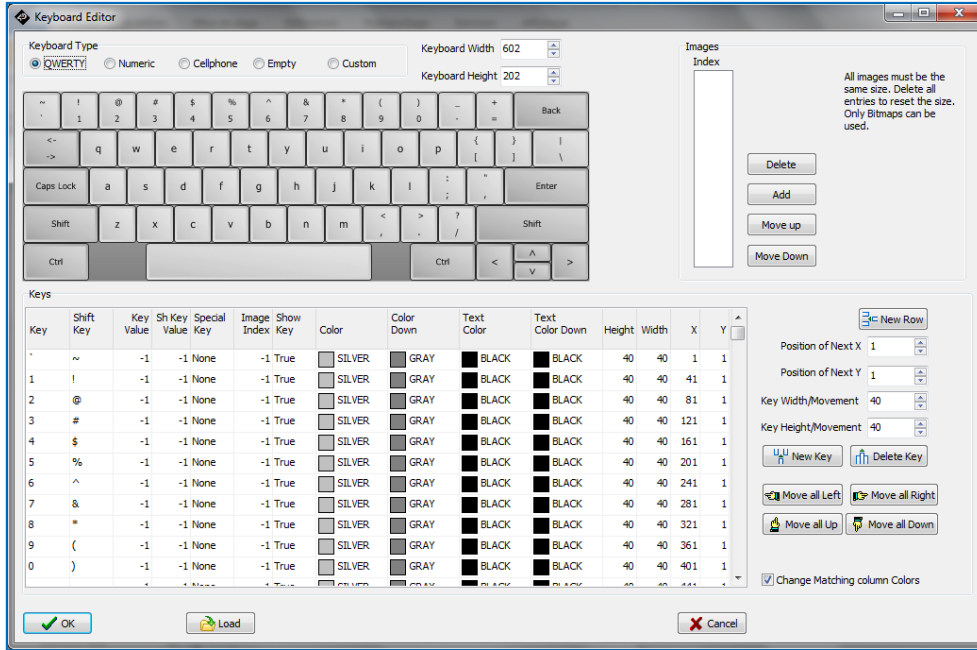 Keyboard Editor
Keyboard Type
QWERTY Numeric Cellphone Empty Custom
Keyboard Width 602
Keyboard Height 202
Images
Index
All images must be the
same size. Delete all
entries to reset the size.
Only Bitmaps can be
used.
~ ! @ # $ % ^ & * ( ) _ +
` 1 2 3 4 5 6 7 8 9 0 - = Back
<-
-> q w e r t y u i o p { [ } ] | \
Caps Lock a s d f g h j k l : ; " , Enter
Shift z x c v b n m < , > . ? / Shift
Ctrl Ctrl < ^ v >
Delete
Add
Move up
Move Down
Keys
Key Shift Key Key Value Sh Key Value Special Key Image Index Show Key Color Color Down Text Color Text Color Down Height Width X Y
` ~ -1 -1 None -1 True SILVER GRAY BLACK BLACK 40 40 1 1
1 ! -1 -1 None -1 True SILVER GRAY BLACK BLACK 40 40 41 1
2 @ -1 -1 None -1 True SILVER GRAY BLACK BLACK 40 40 81 1
3 # -1 -1 None -1 True SILVER GRAY BLACK BLACK 40 40 121 1
4 $ -1 -1 None -1 True SILVER GRAY BLACK BLACK 40 40 161 1
5 % -1 -1 None -1 True SILVER GRAY BLACK BLACK 40 40 201 1
6 ^ -1 -1 None -1 True SILVER GRAY BLACK BLACK 40 40 241 1
7 & -1 -1 None -1 True SILVER GRAY BLACK BLACK 40 40 281 1
8 * -1 -1 None -1 True SILVER GRAY BLACK BLACK 40 40 321 1
9 ( -1 -1 None -1 True SILVER GRAY BLACK BLACK 40 40 361 1
0 ) -1 -1 None -1 True SILVER GRAY BLACK BLACK 40 40 401 1
New Row
Position of Next X 1
Position of Next Y 1
Key Width/Movement 40
Key Height/Movement 40
New Key Delete Key
Move all Left Move all Right
Move all Up Move all Down
Change Matching column Colors
OK Load Cancel